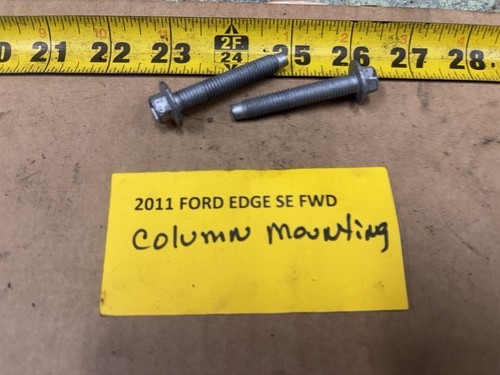 0 21 22 23 2F 24 25 26 27 28
2011 FORD EDGE SE FWD
Column Mounting